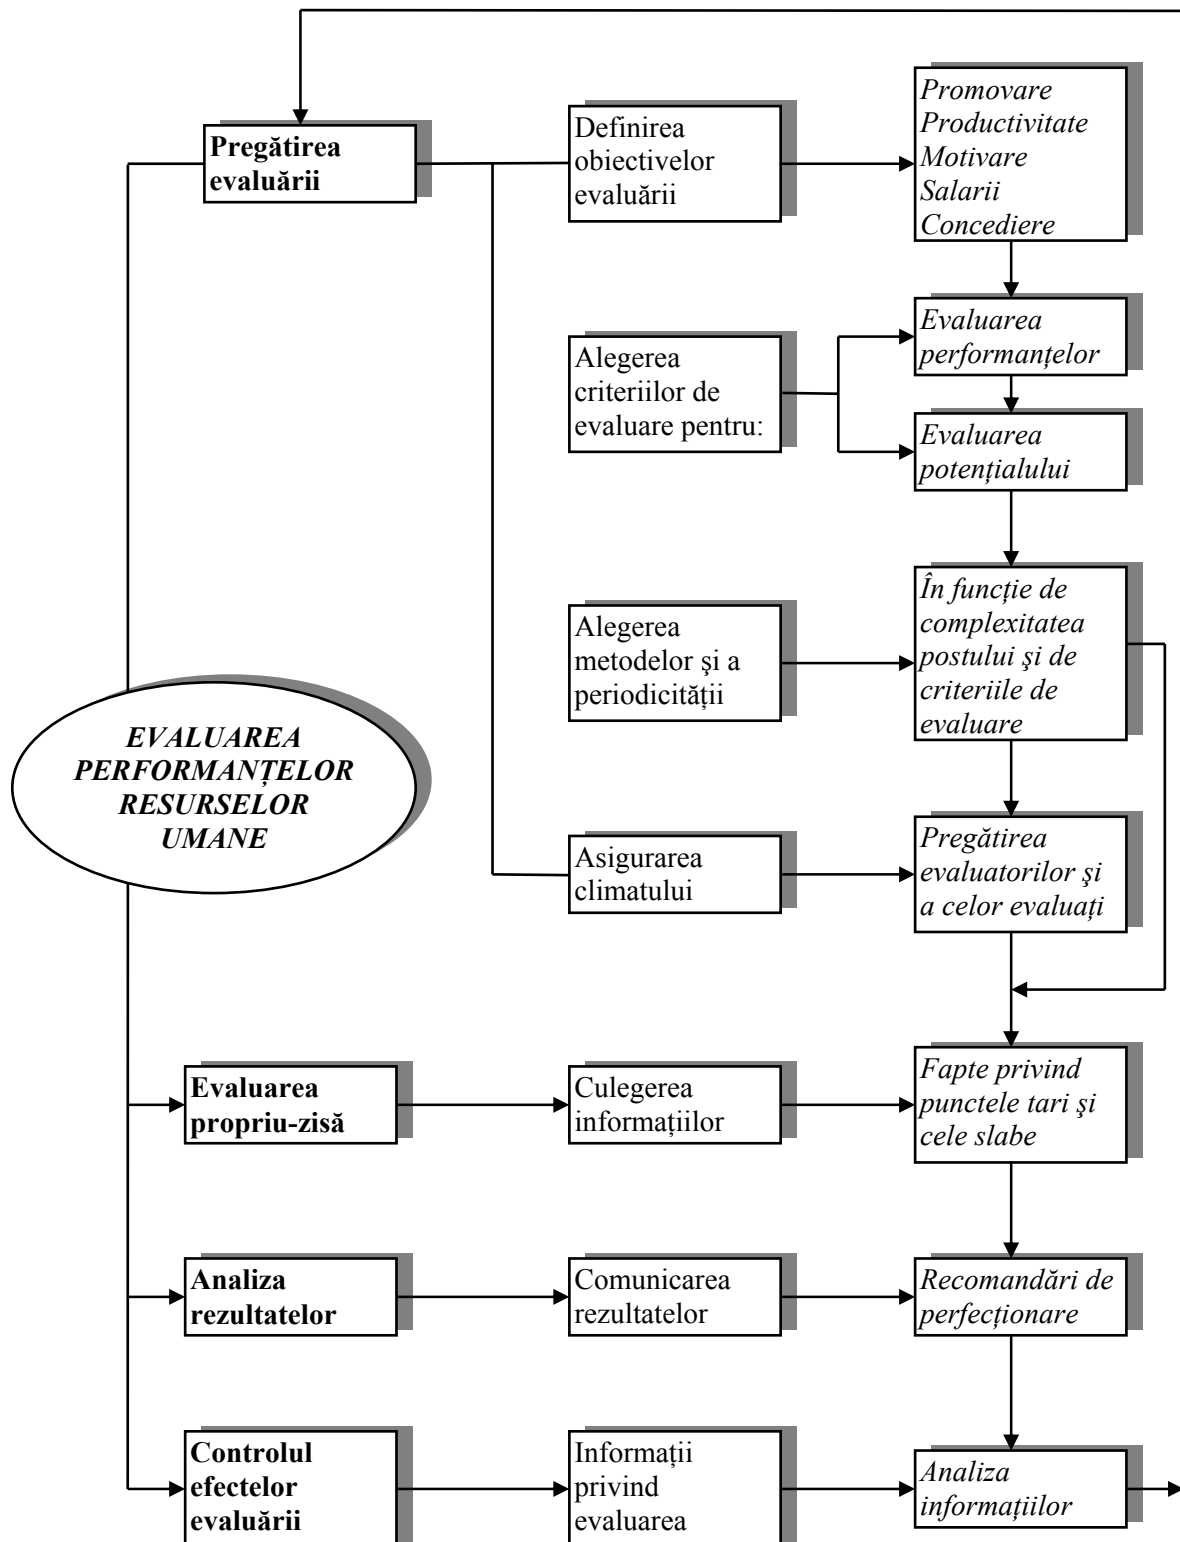 Pregătirea
evaluării
Definirea
obiectivelor
evaluării
Promovare
Productivitate
Motivare
Salarii
Concediere
Alegerea
criteriilor de
evaluare pentru:
Evaluarea
performanțelor
Evaluarea
potențialului
Alegerea
metodelor şi a
periodicității
În funcție de
complexitatea
postului şi de
criteriile de
evaluare
EVALUAREA
PERFORMANȚELOR
RESURSELOR
UMANE
Asigurarea
climatului
Pregătirea
evaluatorilor şi
a celor evaluați
Evaluarea
propriu-zisă
Culegerea
informațiilor
Fapte privind
punctele tari şi
cele slabe
Analiza
rezultatelor
Comunicarea
rezultatelor
Recomandări de
perfecționare
Controlul
efectelor
evaluării
Informații
privind
evaluarea
Analiza
informațiilor